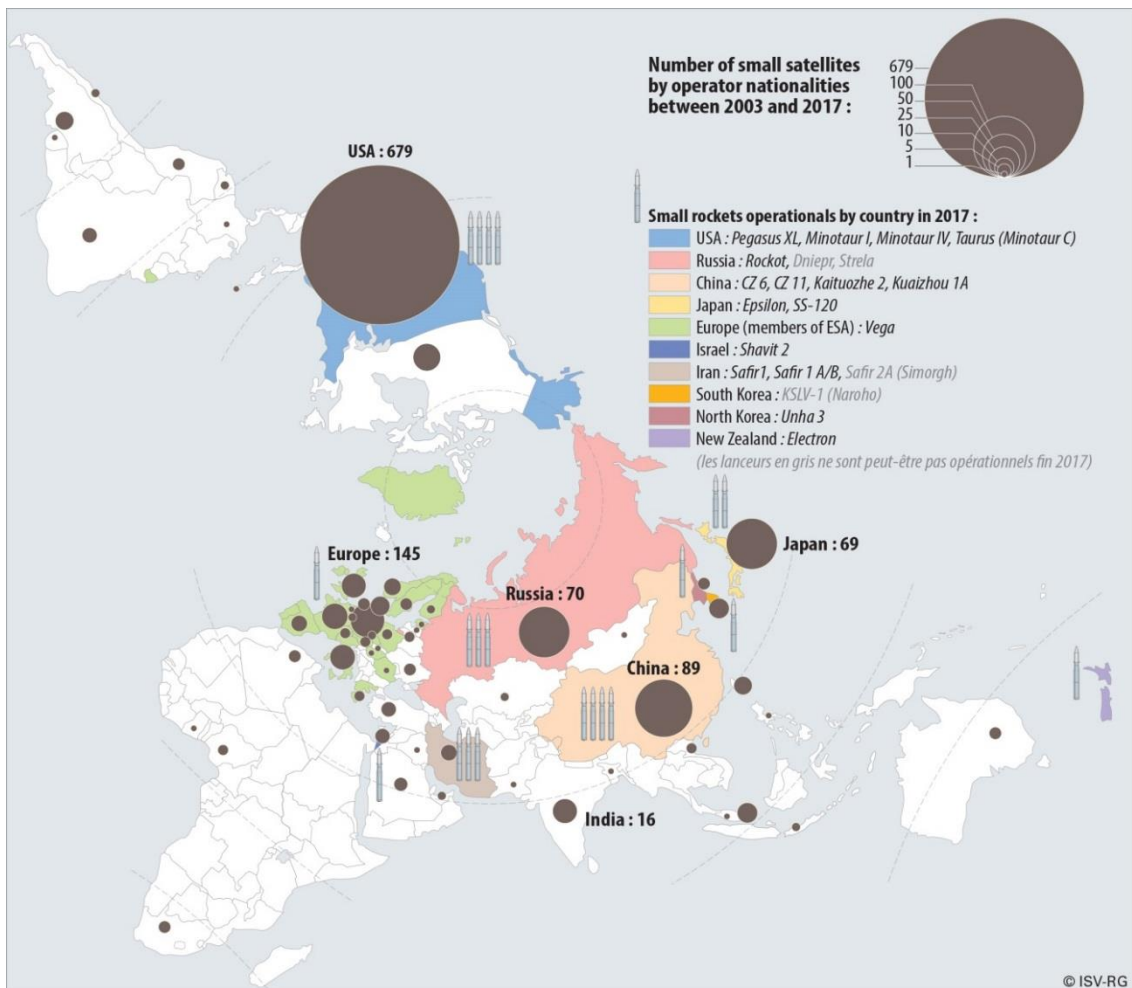 Number of small satellites
by operator nationalities
between 2003 and 2017 :
679
100
50
25
10
5
1
USA : 679
Small rockets operationals by country in 2017 :
USA : Pegasus XL, Minotaur I, Minotaur IV, Taurus (Minotaur C)
Russia : Rockot, Dniepr, Strela
China : CZ 6, CZ 11, Kaituozhe 2, Kuaizhou 1A
Japan : Epsilon, SS-120
Europe (members of ESA) : Vega
Israel : Shavit 2
Iran : Safir1, Safir 1 A/B, Safir 2A (Simorgh)
South Korea : KSLV-1 (Naroho)
North Korea : Unha 3
New Zealand : Electron
(les lanceurs en gris ne sont peut-être pas opérationnels fin 2017)
Europe : 145
Japan : 69
Russia : 70
China : 89
India : 16
© ISV-RG